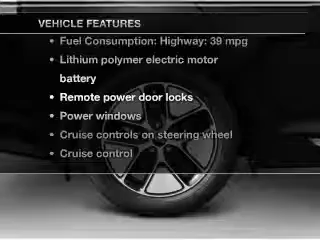 VEHICLE FEATURES
• Fuel Consumption: Highway: 39 mpg
• Lithium polymer electric motor
battery
• Remote power door locks
• Power windows
• Cruise controls on steering wheel
• Cruise control